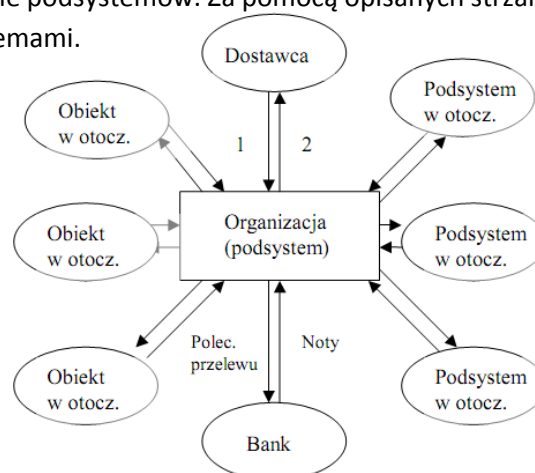 ne podsystemów. Za pomocą opisanych strzał
emami.
Dostawca
Obiekt
w otocz.
Podsystem
w otocz.
1 2
Organizacja
(podsystem)
Obiekt
w otocz.
Podsystem
w otocz.
Polec.
przelewu
Noty
Obiekt
w otocz.
Podsystem
w otocz.
Bank